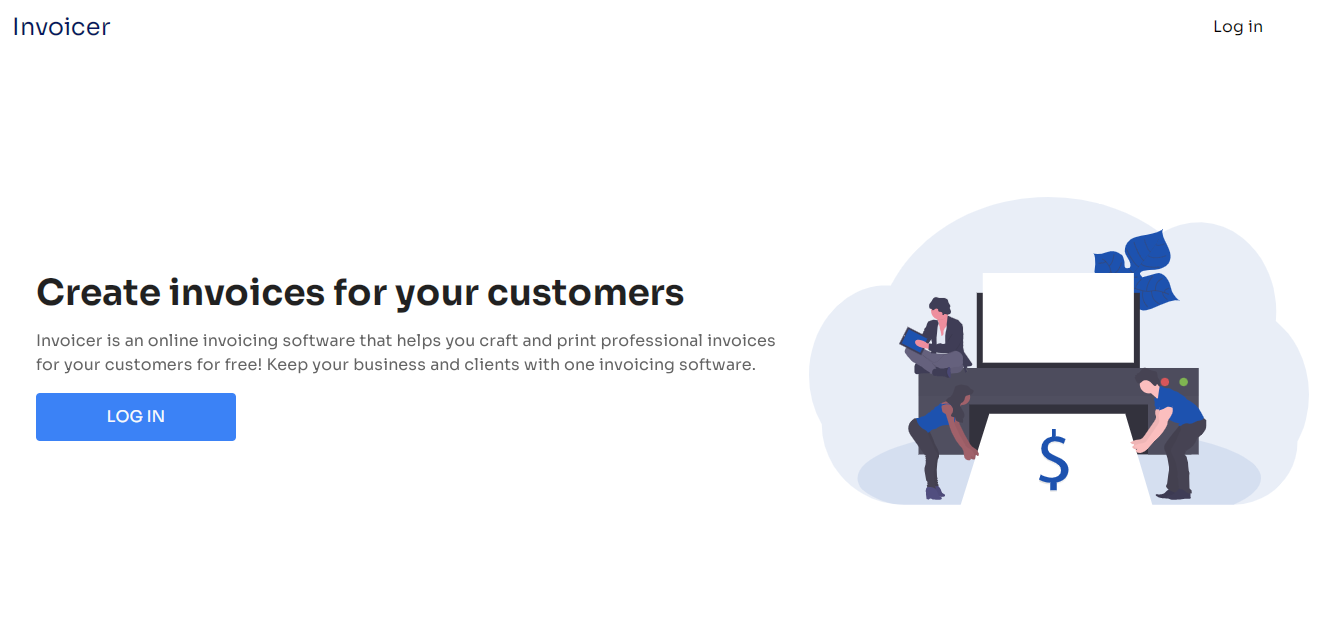 Invoicer
Log in
Create invoices for your customers
Invoicer is an online invoicing software that helps you craft and print professional invoices
for your customers for free! Keep your business and clients with one invoicing software.
LOG IN
$